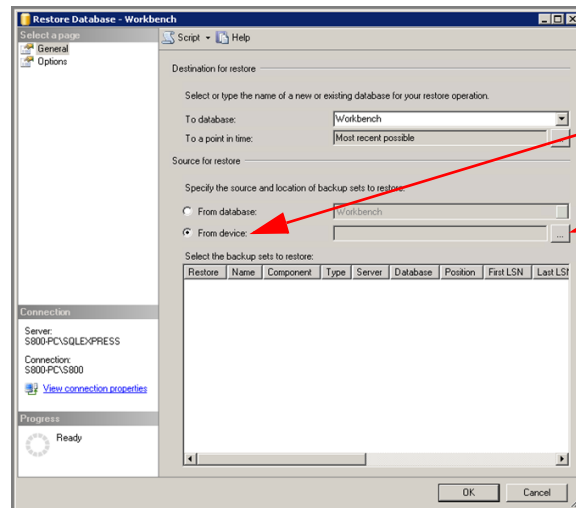 Restore Database - Workbench
Select a page
General
Options
Script Help
Destination for restore
Select or type the name of a new or existing database for your restore operation.
To database: Workbench
To a point in time: Most recent possible ...
Source for restore
Specify the source and location of backup sets to restore.
From database: Workbench
From device: ...
Select the backup sets to restore:
Restore Name Component Type Server Database Position First LSN Last LSN
Connection
Server:
S800-PC\SQLEXPRESS
Connection:
S800-PC\S800
View connection properties
Progress
Ready
OK Cancel